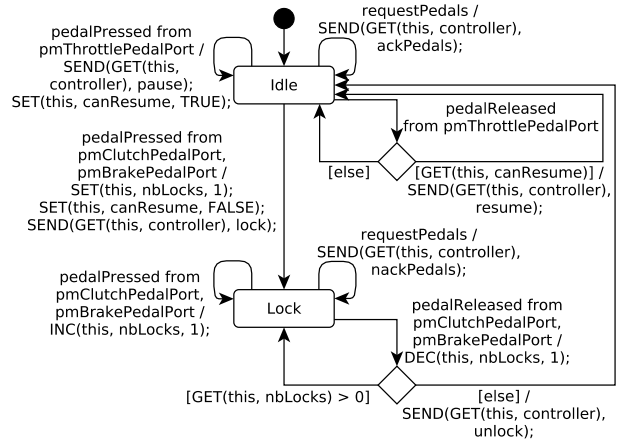 requestPedals /
SEND(GET(this, controller),
ackPedals);
pedalPressed from
pmThrottlePedalPort /
SEND(GET(this,
controller), pause);
SET(this, canResume, TRUE);
Idle
pedalReleased
from pmThrottlePedalPort
[else]
[GET(this, canResume)] /
SEND(GET(this, controller),
resume);
pedalPressed from
pmClutchPedalPort,
pmBrakePedalPort /
SET(this, nbLocks, 1);
SET(this, canResume, FALSE);
SEND(GET(this, controller), lock);
requestPedals /
SEND(GET(this, controller),
nackPedals);
pedalPressed from
pmClutchPedalPort,
pmBrakePedalPort /
INC(this, nbLocks, 1);
Lock
pedalReleased from
pmClutchPedalPort,
pmBrakePedalPort /
DEC(this, nbLocks, 1);
[GET(this, nbLocks) > 0]
[else] /
SEND(GET(this, controller),
unlock);